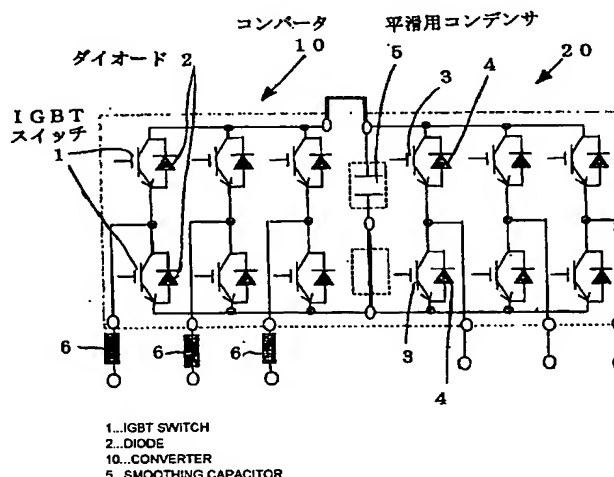 コンバータ
10
平滑用コンデンサ
5
ダイオード 2
3
4
20
IGBT
スイッチ
1
6
6
6
3
4
1...IGBT SWITCH
2...DIODE
10...CONVERTER
5...SMOOTHING CAPACITOR